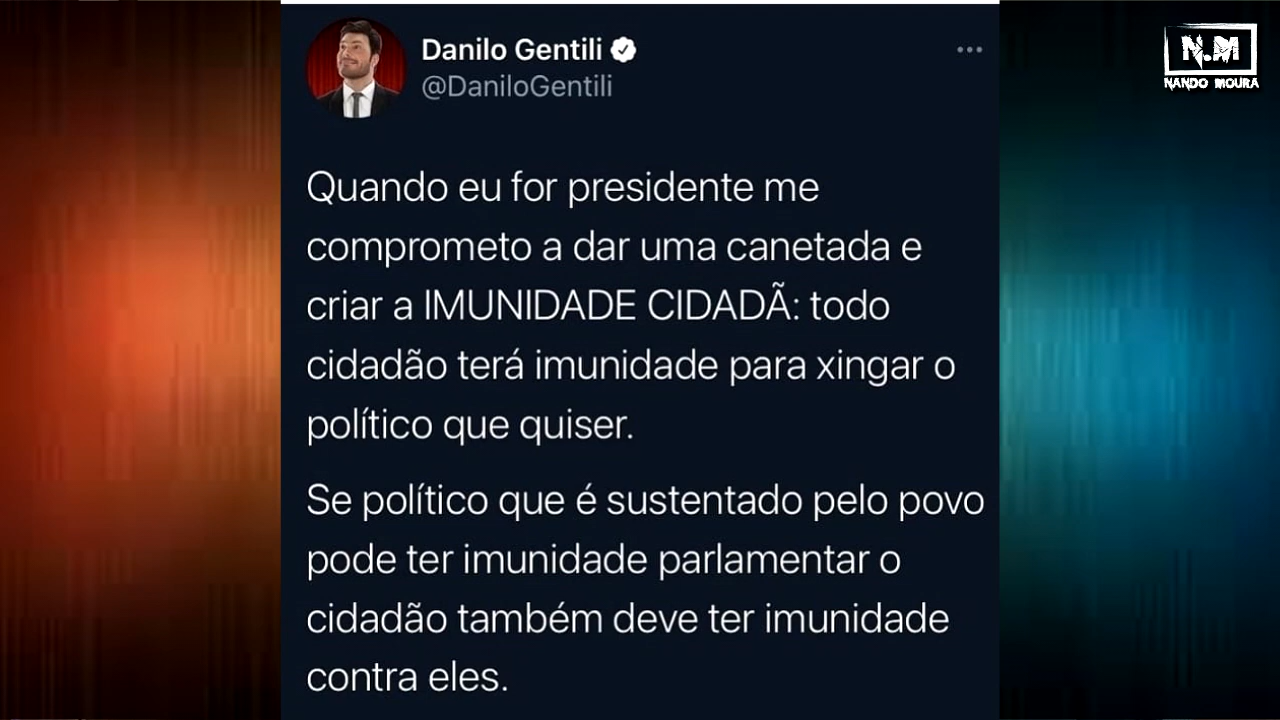 Danilo Gentili
@DaniloGentili
N.M
NANDO MOURA
Quando eu for presidente me
comprometo a dar uma canetada e
criar a IMUNIDADE CIDADÃ: todo
cidadão terá imunidade para xingar o
político que quiser.
Se político que é sustentado pelo povo
pode ter imunidade parlamentar o
cidadão também deve ter imunidade
contra eles.